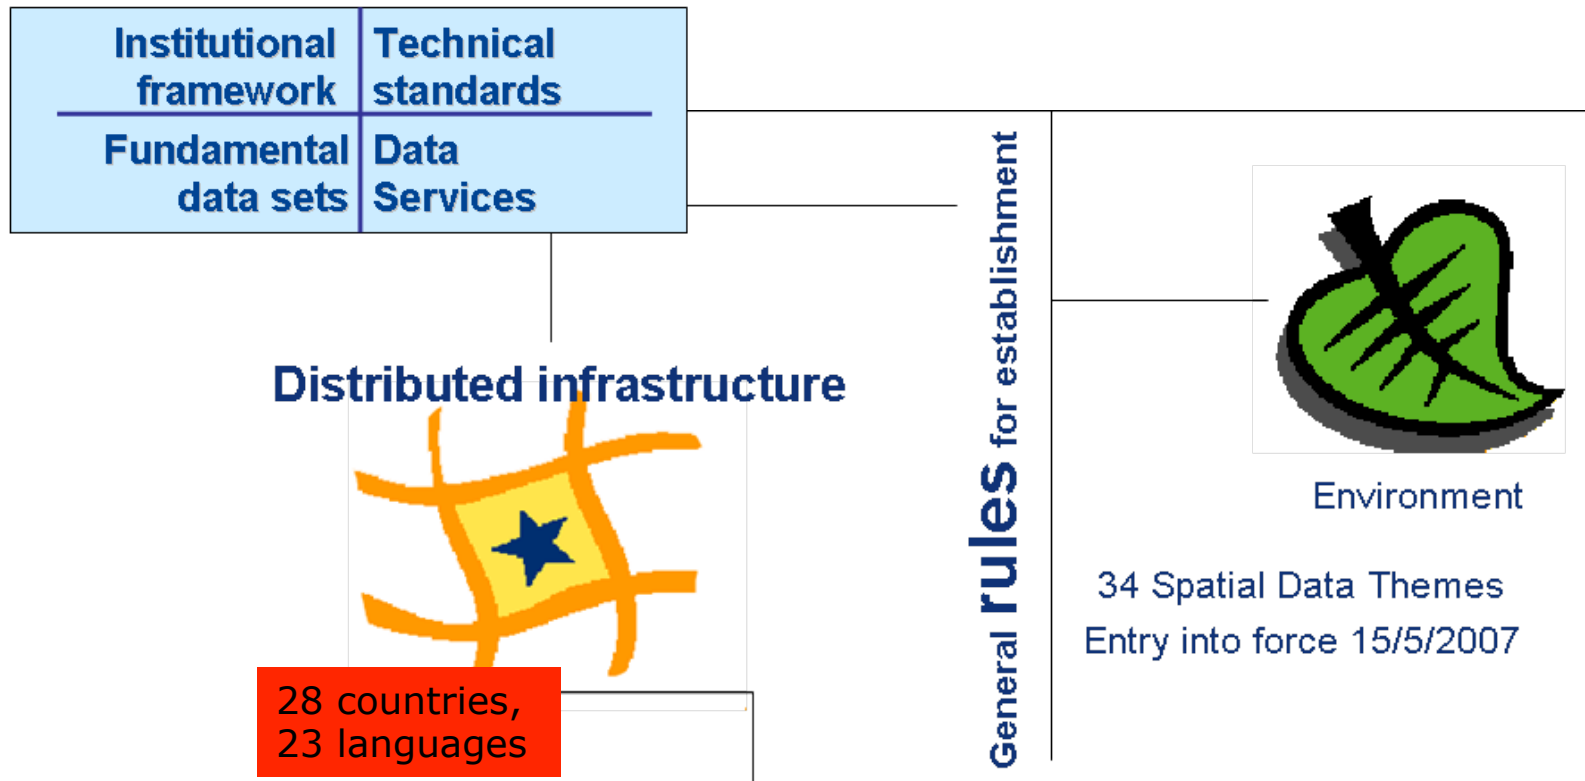 Institutional framework
Technical standards
Fundamental data sets
Data Services
Distributed infrastructure
28 countries,
23 languages
General rules for establishment
Environment
34 Spatial Data Themes
Entry into force 15/5/2007